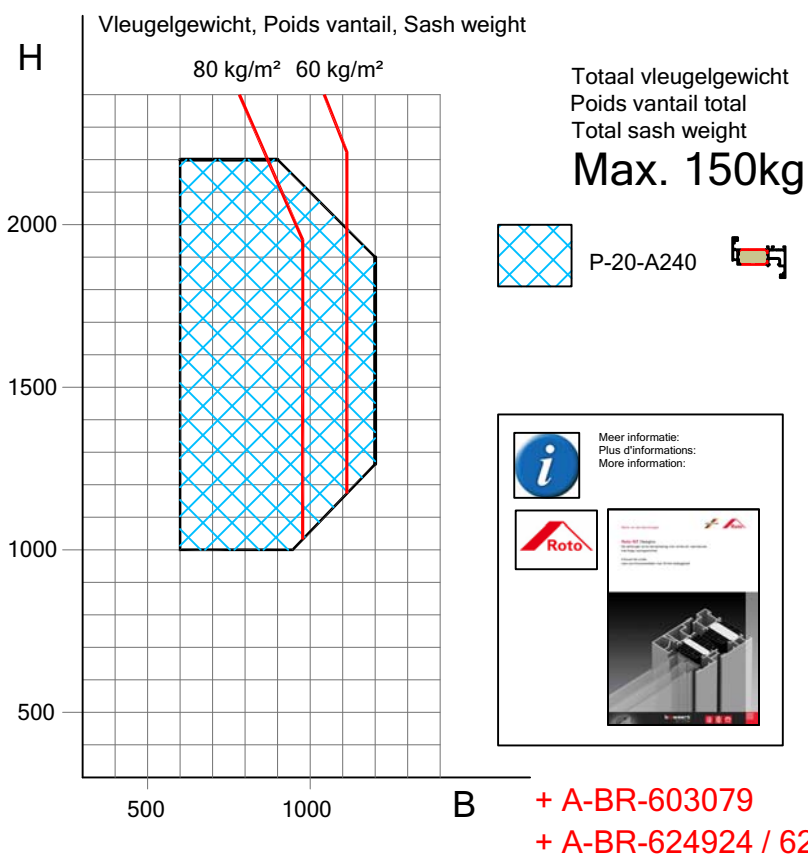 Vleugelgewicht, Poids vantail, Sash weight
H
80 kg/m² 60 kg/m²
Totaal vleugelgewicht
Poids vantail total
Total sash weight
Max. 150kg
2000
P-20-A240
1500
Meer informatie:
Plus d'informations:
More information:
i
Roto
1000
500
500
1000
B
+ A-BR-603079
+ A-BR-624924 / 62